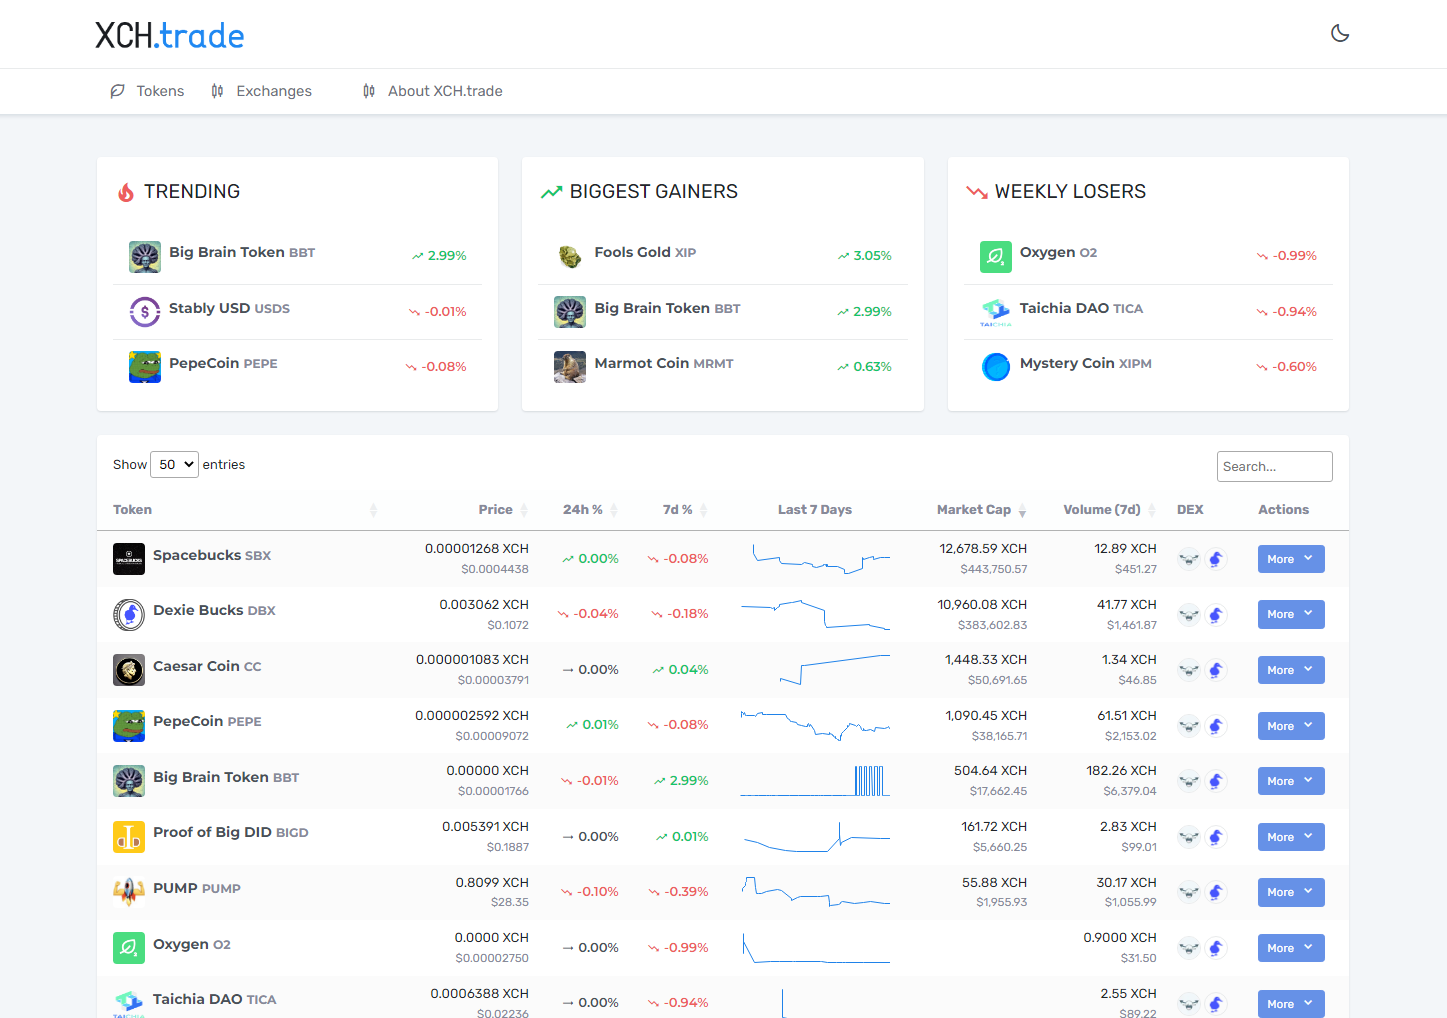 XCH.trade
Tokens Exchanges About XCH.trade
TRENDING
Big Brain Token BBT 2.99%
Stably USD USDS -0.01%
PepeCoin PEPE -0.08%
BIGGEST GAINERS
Fools Gold XIP 3.05%
Big Brain Token BBT 2.99%
Marmot Coin MRMT 0.63%
WEEKLY LOSERS
Oxygen O2 -0.99%
Taichia DAO TICA -0.94%
Mystery Coin XIPM -0.60%
Show 50 entries Search...
Token Price 24h % 7d % Last 7 Days Market Cap Volume (7d) DEX Actions
Spacebucks SBX 0.00001268 XCH 0.00% -0.08% 12,678.59 XCH 12.89 XCH More
$0.0004438 $443,750.57 $451.27
Dexie Bucks DBX 0.003062 XCH -0.04% -0.18% 10,960.08 XCH 41.77 XCH More
$0.1072 $383,602.83 $1,461.87
Caesar Coin CC 0.000001083 XCH 0.00% 0.04% 1,448.33 XCH 1.34 XCH More
$0.00003791 $50,691.65 $46.85
PepeCoin PEPE 0.000002592 XCH 0.01% -0.08% 1,090.45 XCH 61.51 XCH More
$0.00009072 $38,165.71 $2,153.02
Big Brain Token BBT 0.00000 XCH -0.01% 2.99% 504.64 XCH 182.26 XCH More
$0.00001766 $17,662.45 $6,379.04
Proof of Big DID BIGD 0.005391 XCH 0.00% 0.01% 161.72 XCH 2.83 XCH More
$0.1887 $5,660.25 $99.01
PUMP PUMP 0.8099 XCH -0.10% -0.39% 55.88 XCH 30.17 XCH More
$28.35 $1,955.93 $1,055.99
Oxygen O2 0.0000 XCH 0.00% -0.99% 0.9000 XCH More
$0.00002750 $31.50
Taichia DAO TICA 0.0006388 XCH 0.00% -0.94% 2.55 XCH More
$0.02236 $89.22